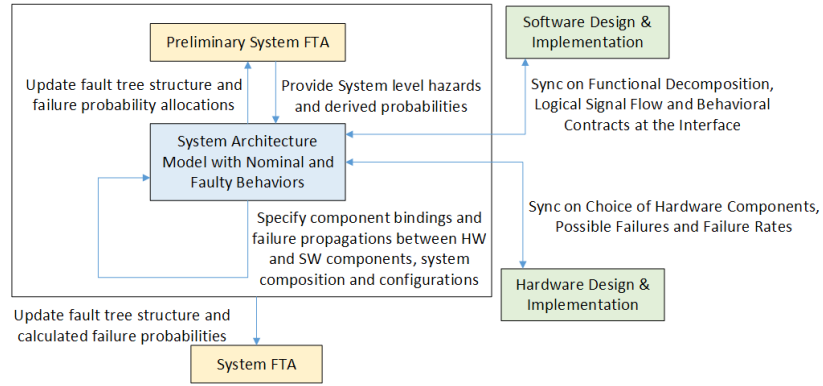 Preliminary System FTA
Update fault tree structure and
failure probability allocations
Provide System level hazards
and derived probabilities
System Architecture
Model with Nominal and
Faulty Behaviors
Specify component bindings and
failure propagations between HW
and SW components, system
composition and configurations
Software Design &
Implementation
Sync on Functional Decomposition,
Logical Signal Flow and Behavioral
Contracts at the Interface
Sync on Choice of Hardware Components,
Possible Failures and Failure Rates
Hardware Design &
Implementation
Update fault tree structure and
calculated failure probabilities
System FTA